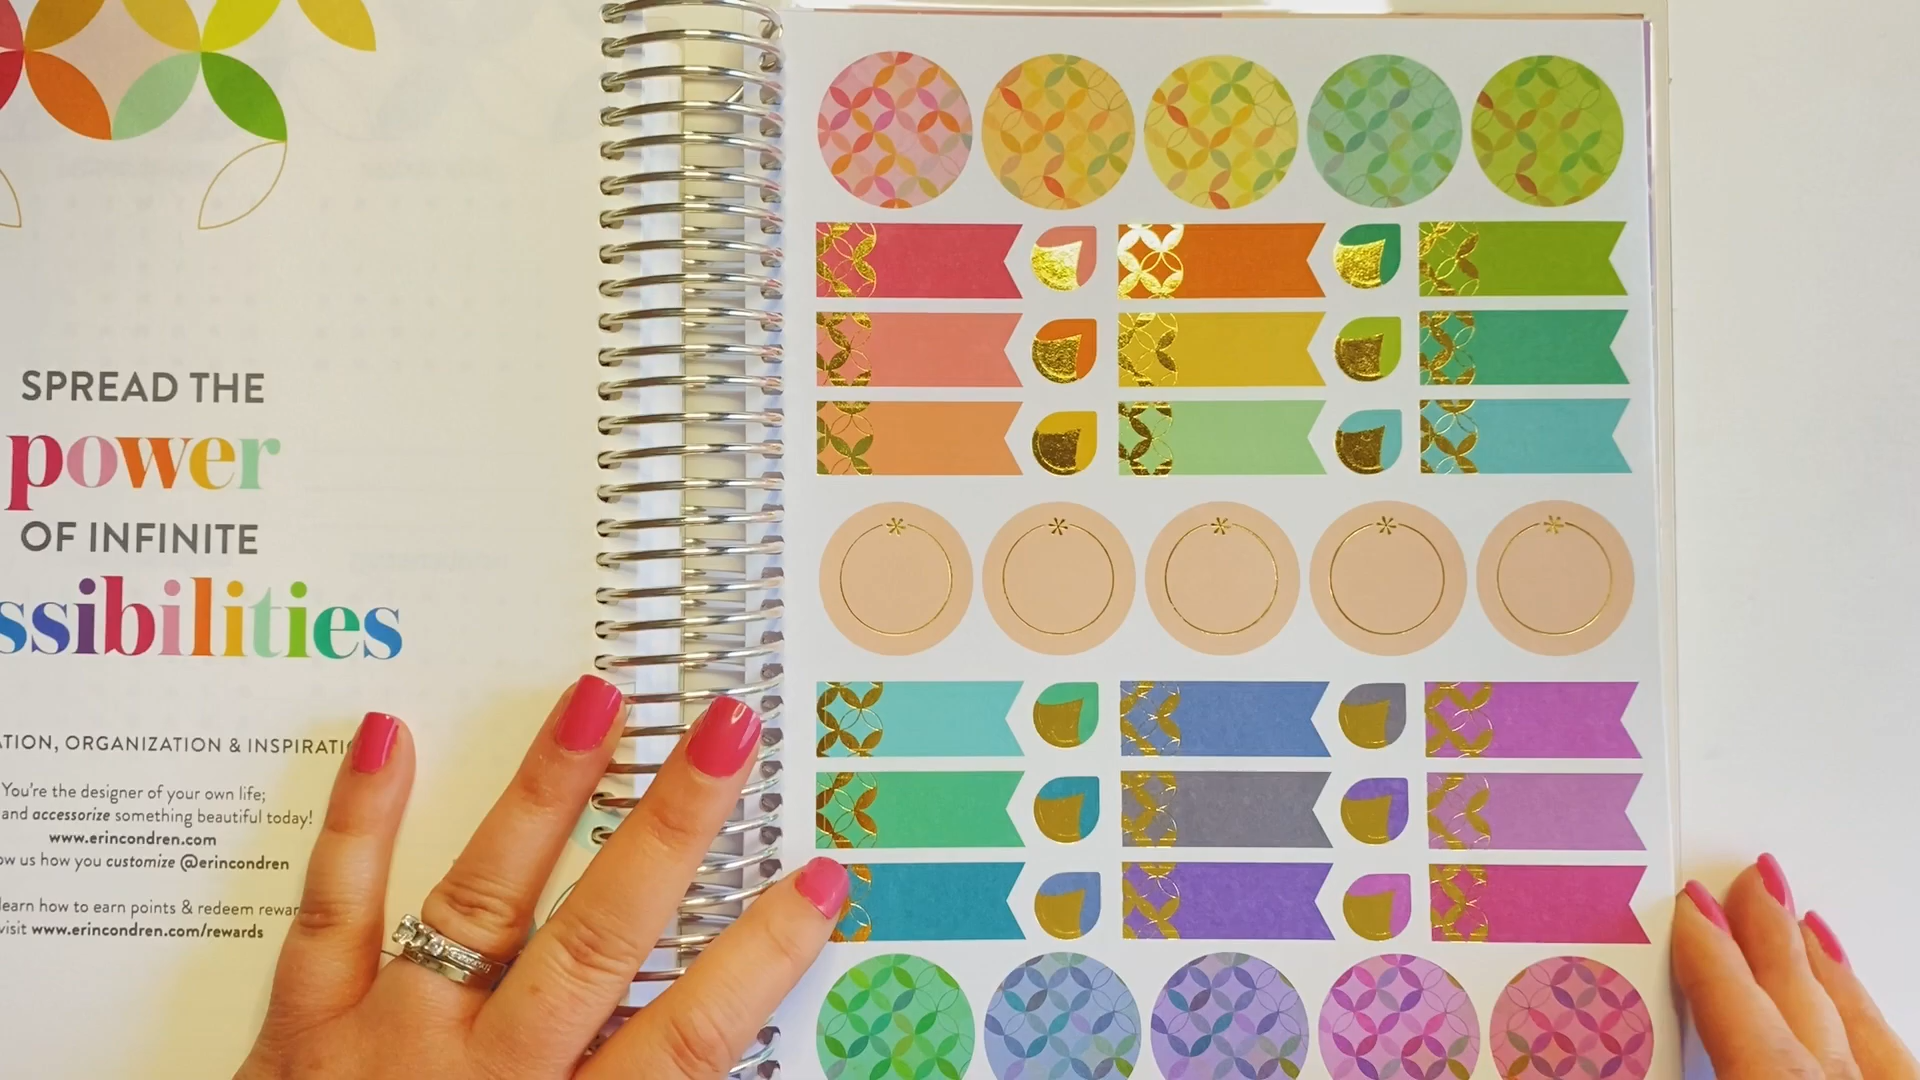 SPREAD THE
power
OF INFINITE
ssibilities
ATION, ORGANIZATION & INSPIRATI
You're the designer of your own life;
and accessorize something beautiful today!
www.erincondren.com
ow us how you customize @erincondren
learn how to earn points & redeem rewar
visit www.erincondren.com/rewards